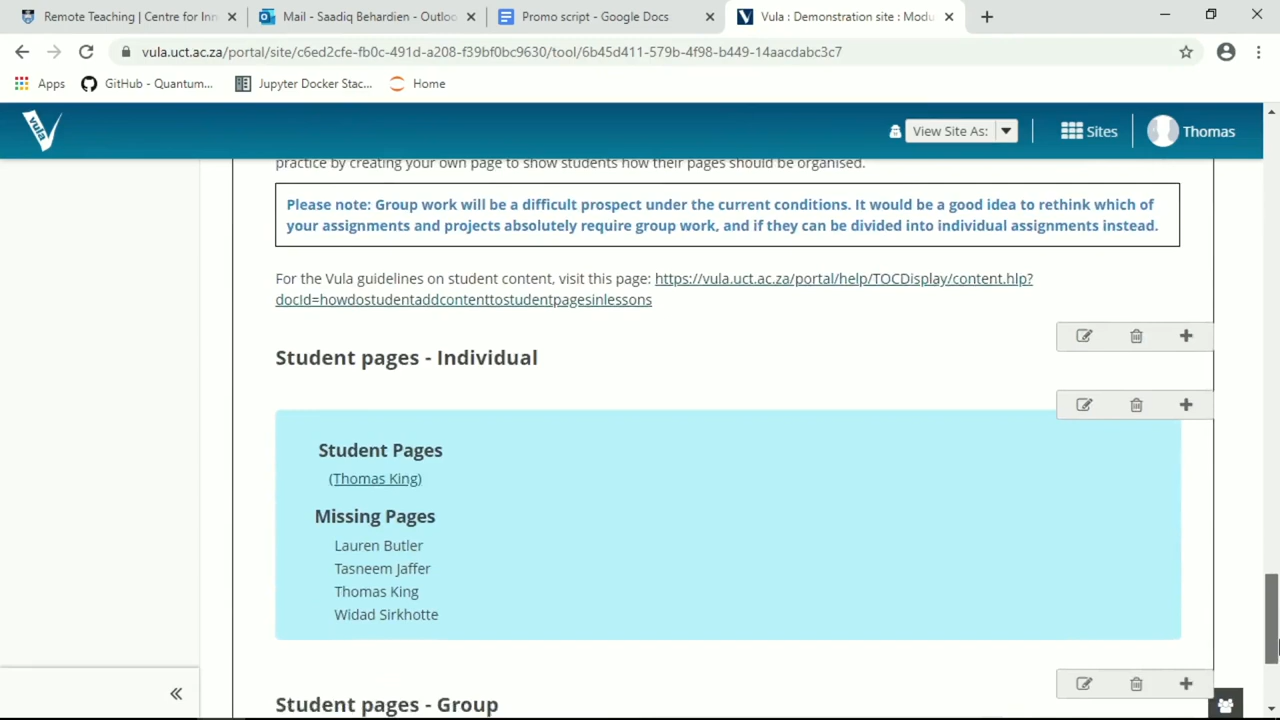 Remote Teaching | Centre for Inn
Mail - Saadiq Behardien - Outloo
Promo script - Google Docs
Vula : Demonstration site : Modu
vula.uct.ac.za/portal/site/c6ed2cfe-fb0c-491d-a208-f39bf0bc9630/tool/6b45d411-579b-4f98-b449-14aacdabc3c7
Apps
GitHub - Quantum...
Jupyter Docker Stac...
Home
vula
View Site As:
Sites
Thomas
practice by creating your own page to show students how their pages should be organised.
Please note: Group work will be a difficult prospect under the current conditions. It would be a good idea to rethink which of
your assignments and projects absolutely require group work, and if they can be divided into individual assignments instead.
For the Vula guidelines on student content, visit this page: https://vula.uct.ac.za/portal/help/TOCDisplay/content.hlp?
docId=howdostudentaddcontenttostudentpagesinlessons
Student pages - Individual
Student Pages
(Thomas King)
Missing Pages
Lauren Butler
Tasneem Jaffer
Thomas King
Widad Sirkhotte
Student pages - Group